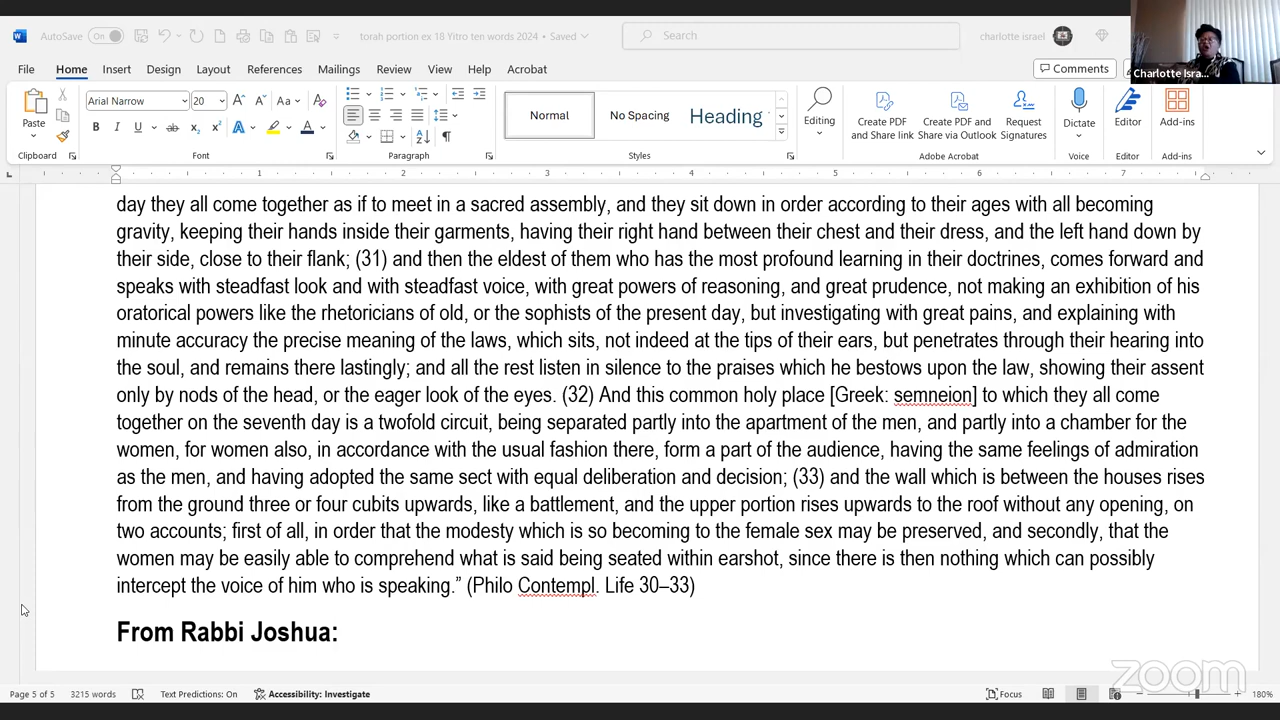 AutoSave On torah portion ex 18 Yitro ten words 2024 • Saved Search charlotte israel
Charlotte Isra...
File Home Insert Design Layout References Mailings Review View Help Acrobat Comments
Paste Arial Narrow 20 Normal No Spacing Heading Editing Create PDF and Share link Create PDF and Share via Outlook Request Signatures Dictate Editor Add-ins
Clipboard Font Paragraph Styles Adobe Acrobat Voice Editor Add-ins
1 2 3 4 5 6 7
day they all come together as if to meet in a sacred assembly, and they sit down in order according to their ages with all becoming
gravity, keeping their hands inside their garments, having their right hand between their chest and their dress, and the left hand down by
their side, close to their flank; (31) and then the eldest of them who has the most profound learning in their doctrines, comes forward and
speaks with steadfast look and with steadfast voice, with great powers of reasoning, and great prudence, not making an exhibition of his
oratorical powers like the rhetoricians of old, or the sophists of the present day, but investigating with great pains, and explaining with
minute accuracy the precise meaning of the laws, which sits, not indeed at the tips of their ears, but penetrates through their hearing into
the soul, and remains there lastingly; and all the rest listen in silence to the praises which he bestows upon the law, showing their assent
only by nods of the head, or the eager look of the eyes. (32) And this common holy place [Greek: semneion] to which they all come
together on the seventh day is a twofold circuit, being separated partly into the apartment of the men, and partly into a chamber for the
women, for women also, in accordance with the usual fashion there, form a part of the audience, having the same feelings of admiration
as the men, and having adopted the same sect with equal deliberation and decision; (33) and the wall which is between the houses rises
from the ground three or four cubits upwards, like a battlement, and the upper portion rises upwards to the roof without any opening, on
two accounts; first of all, in order that the modesty which is so becoming to the female sex may be preserved, and secondly, that the
women may be easily able to comprehend what is said being seated within earshot, since there is then nothing which can possibly
intercept the voice of him who is speaking.” (Philo Contempl. Life 30–33)
From Rabbi Joshua:
zoom
Page 5 of 5 3215 words Text Predictions: On Accessibility: Investigate Focus 180%